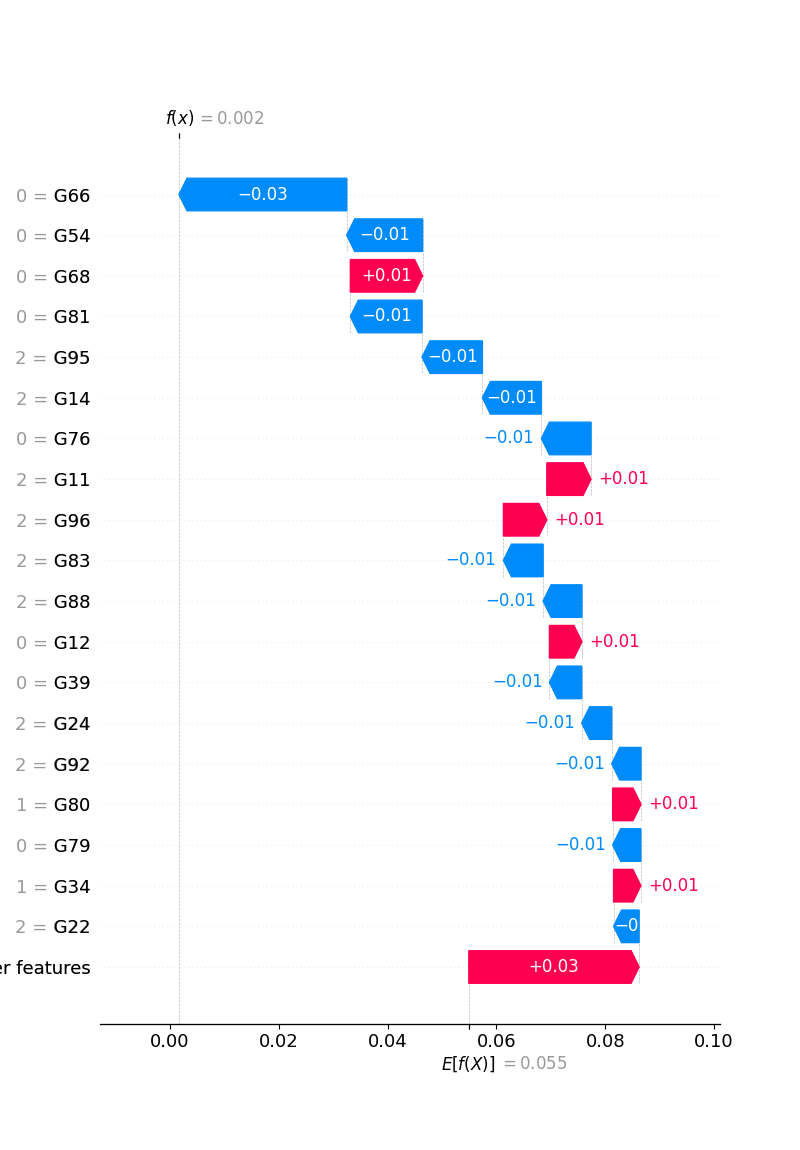 f(x) = 0.002
0 = G66 −0.03
0 = G54 −0.01
0 = G68 +0.01
0 = G81 −0.01
2 = G95 −0.01
2 = G14 −0.01
0 = G76 −0.01
2 = G11 +0.01
2 = G96 +0.01
2 = G83 −0.01
2 = G88 −0.01
0 = G12 +0.01
0 = G39 −0.01
2 = G24 −0.01
2 = G92 −0.01
1 = G80 +0.01
0 = G79 −0.01
1 = G34 +0.01
2 = G22 −0
features +0.03
0.00 0.02 0.04 0.06 0.08 0.10
E[f(X)] = 0.055